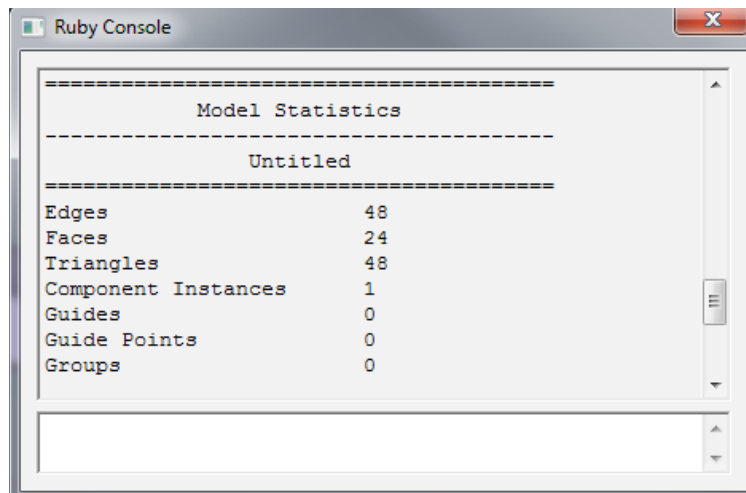 Ruby Console
========================================
Model Statistics
----------------------------------------
Untitled
========================================
Edges 48
Faces 24
Triangles 48
Component Instances 1
Guides 0
Guide Points 0
Groups 0